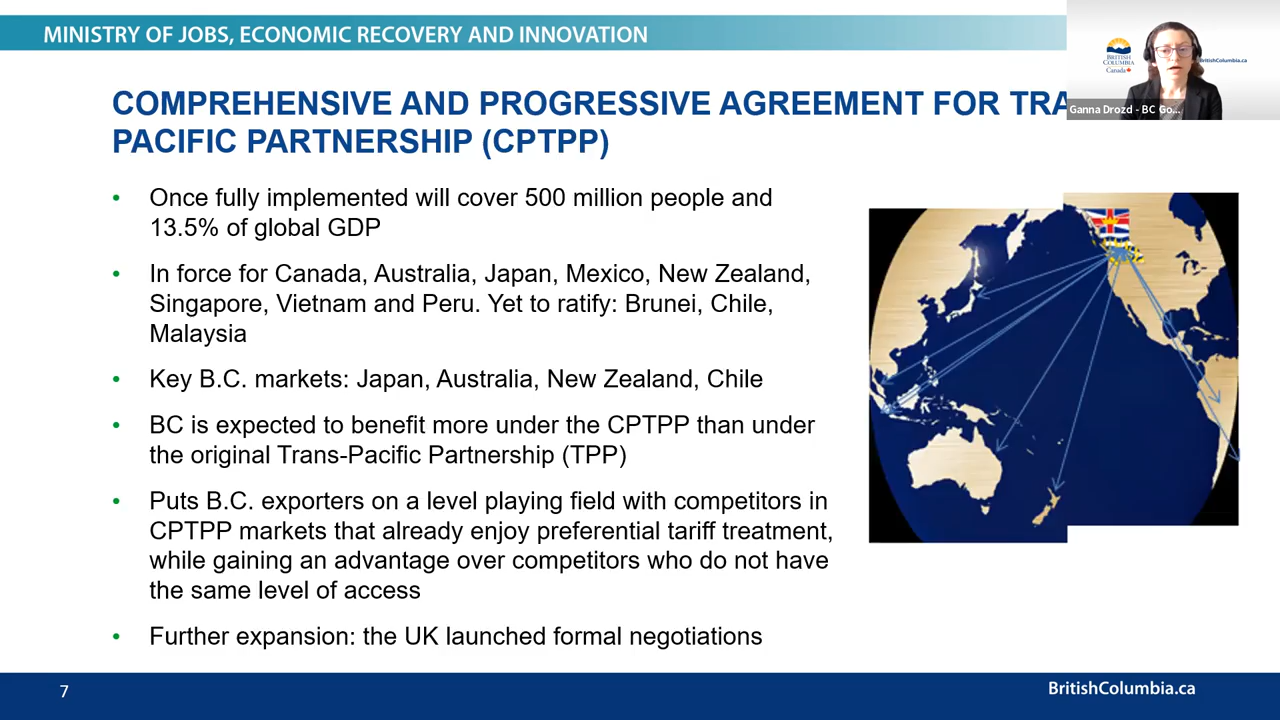 MINISTRY OF JOBS, ECONOMIC RECOVERY AND INNOVATION
BRITISH
COLUMBIA
Canada
BritishColumbia.ca
Ganna Drozd - BC Go...
COMPREHENSIVE AND PROGRESSIVE AGREEMENT FOR TRA
PACIFIC PARTNERSHIP (CPTPP)
• Once fully implemented will cover 500 million people and
13.5% of global GDP
• In force for Canada, Australia, Japan, Mexico, New Zealand,
Singapore, Vietnam and Peru. Yet to ratify: Brunei, Chile,
Malaysia
• Key B.C. markets: Japan, Australia, New Zealand, Chile
• BC is expected to benefit more under the CPTPP than under
the original Trans-Pacific Partnership (TPP)
• Puts B.C. exporters on a level playing field with competitors in
CPTPP markets that already enjoy preferential tariff treatment,
while gaining an advantage over competitors who do not have
the same level of access
• Further expansion: the UK launched formal negotiations
7
BritishColumbia.ca